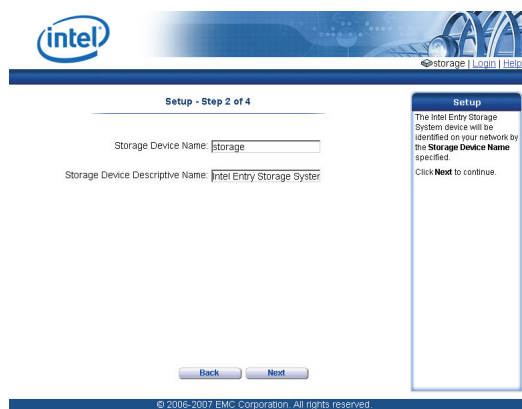 intel
storage | Login | Help
Setup - Step 2 of 4
Storage Device Name: storage
Storage Device Descriptive Name: Intel Entry Storage System
Back Next
Setup
The Intel Entry Storage
System device will be
identified on your network by
the Storage Device Name
specified.
Click Next to continue.
© 2006-2007 EMC Corporation. All rights reserved.